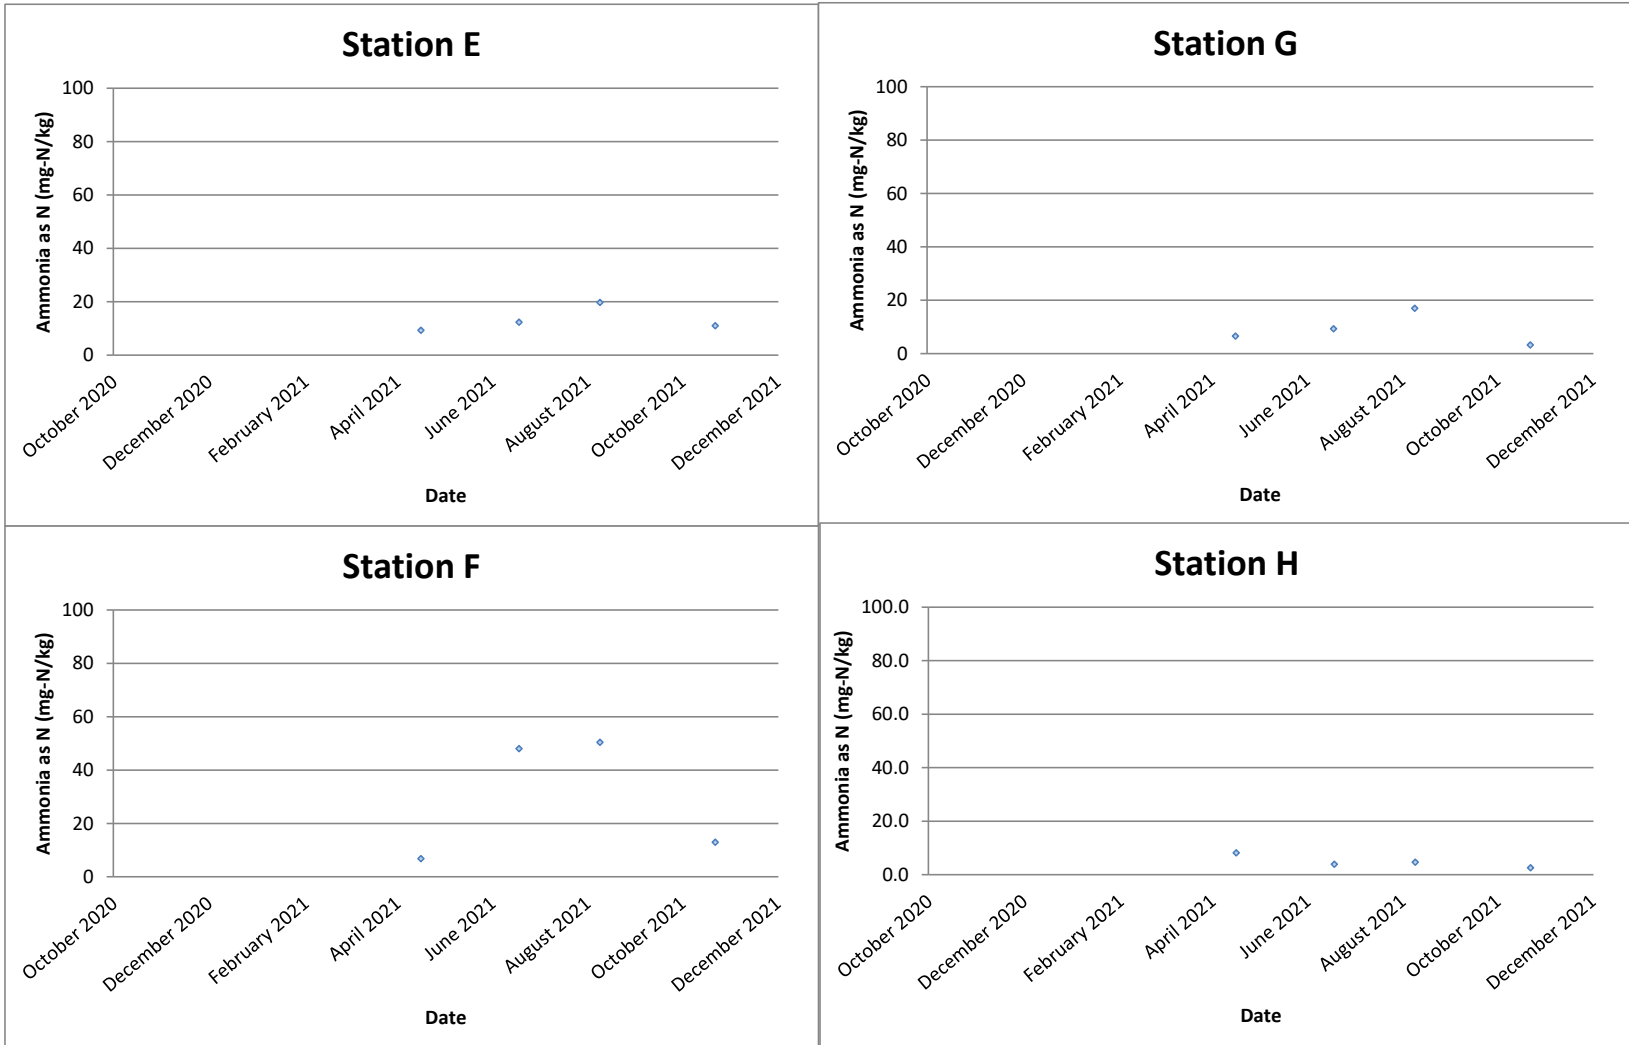 Station E
Ammonia as N (mg-N/kg)
100
80
60
40
20
0
October 2020
December 2020
February 2021
April 2021
June 2021
August 2021
October 2021
December 2021
Date
Station G
Ammonia as N (mg-N/kg)
100
80
60
40
20
0
October 2020
December 2020
February 2021
April 2021
June 2021
August 2021
October 2021
December 2021
Date
Station F
Ammonia as N (mg-N/kg)
100
80
60
40
20
0
October 2020
December 2020
February 2021
April 2021
June 2021
August 2021
October 2021
December 2021
Date
Station H
Ammonia as N (mg-N/kg)
100.0
80.0
60.0
40.0
20.0
0.0
October 2020
December 2020
February 2021
April 2021
June 2021
August 2021
October 2021
December 2021
Date